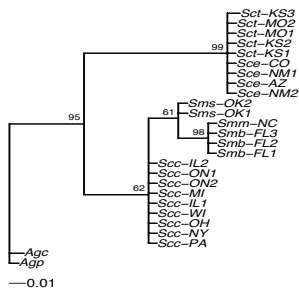 Sct-KS3
Sct-MO2
Sct-MO1
Sct-KS2
Sct-KS1
99
Sce-CO
Sce-NM1
Sce-AZ
Sce-NM2
Sms-OK2
61
Sms-OK1
95
Smm-NC
98
Smb-FL3
Smb-FL2
Smb-FL1
Scc-IL2
Scc-ON1
Scc-ON2
62
Scc-MI
Scc-IL1
Scc-WI
Scc-OH
Scc-NY
Scc-PA
Agc
Agp
0.01